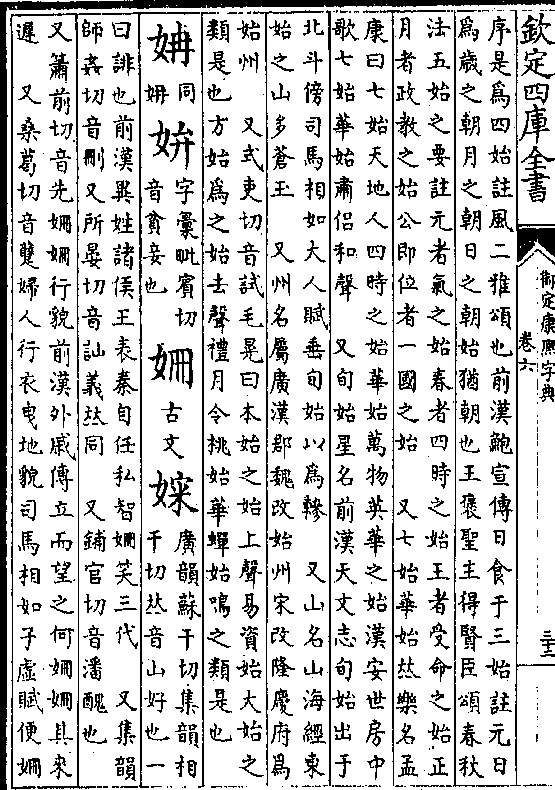 欽定四庫全書
御定康熙字典
卷六
序是爲四始註風二雅頌也前漢鮑宣傳日食于三始註元日
爲歲之朝月之朝日之朝始猶朝也王襃聖主得賢臣頌春秋
法五始之要註元者氣之始春者四時之始王者受命之始正
月者政教之始公即位者一國之始 又七始華始𠀤樂名孟
康曰七始天地人四時之始華始萬物英華之始漢安世房中
歌七始華始肅侣和聲 又旬始星名前漢天文志旬始出于
北斗傍司馬相如大人賦垂旬始以爲幓 又山名山海經東
始之山多蒼玉 又州名屬廣漢郡魏改始州宋改隆慶府爲
始州 又式吏切音試毛晃曰本始之始上聲易資始大始之
類是也方始爲之始去聲禮月令桃始華蟬始鳴之類是也
同 姘 字彙毗賓切音貧妾也 姍 古文 廣韻蘇干切集韻相干切𠀤音山好也一
曰誹也前漢異姓諸侯王表秦自任私智姍笑三代 又集韻
師姦切音刪又所晏切音訕義𠀤同 又鋪官切音潘醜也
又蕭前切音先姍姍行貌前漢外戚傳立而望之何姍姍其來
遲 又桑葛切音躠婦人行衣曳地貌司馬相如子虛賦便姍